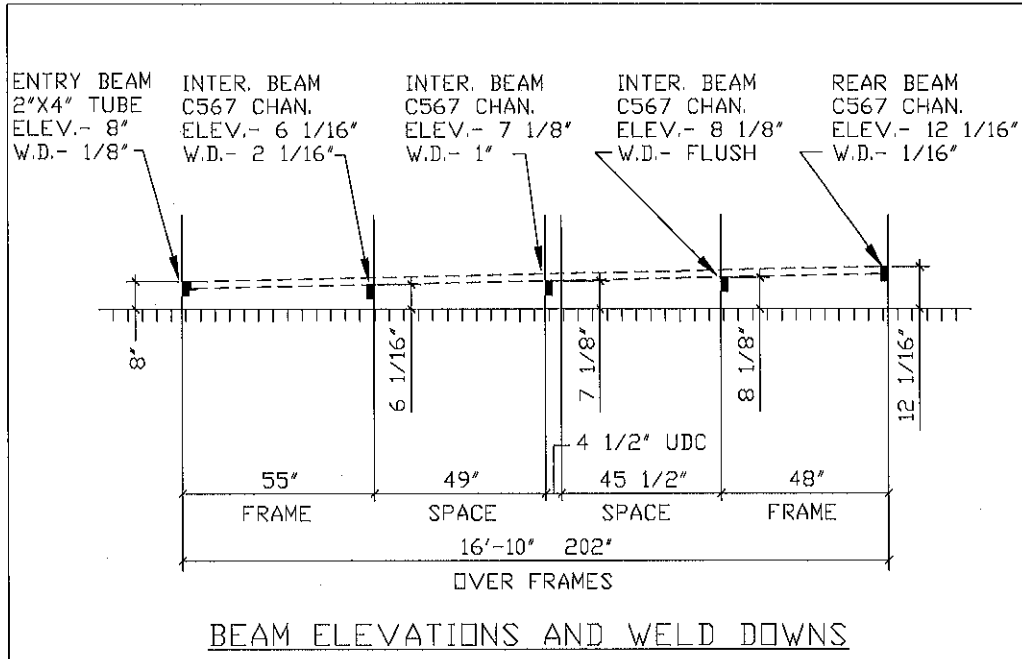 ENTRY BEAM
2"X4" TUBE
ELEV.- 8"
W.D.- 1/8"
INTER. BEAM
C567 CHAN.
ELEV.- 6 1/16"
W.D.- 2 1/16"
INTER. BEAM
C567 CHAN.
ELEV.- 7 1/8"
W.D.- 1"
INTER. BEAM
C567 CHAN.
ELEV.- 8 1/8"
W.D.- FLUSH
REAR BEAM
C567 CHAN.
ELEV.- 12 1/16"
W.D.- 1/16"
8"
6 1/16"
7 1/8"
8 1/8"
12 1/16"
4 1/2" UDC
55"
49"
45 1/2"
48"
FRAME
SPACE
SPACE
FRAME
16'-10" 202"
OVER FRAMES
BEAM ELEVATIONS AND WELD DOWNS